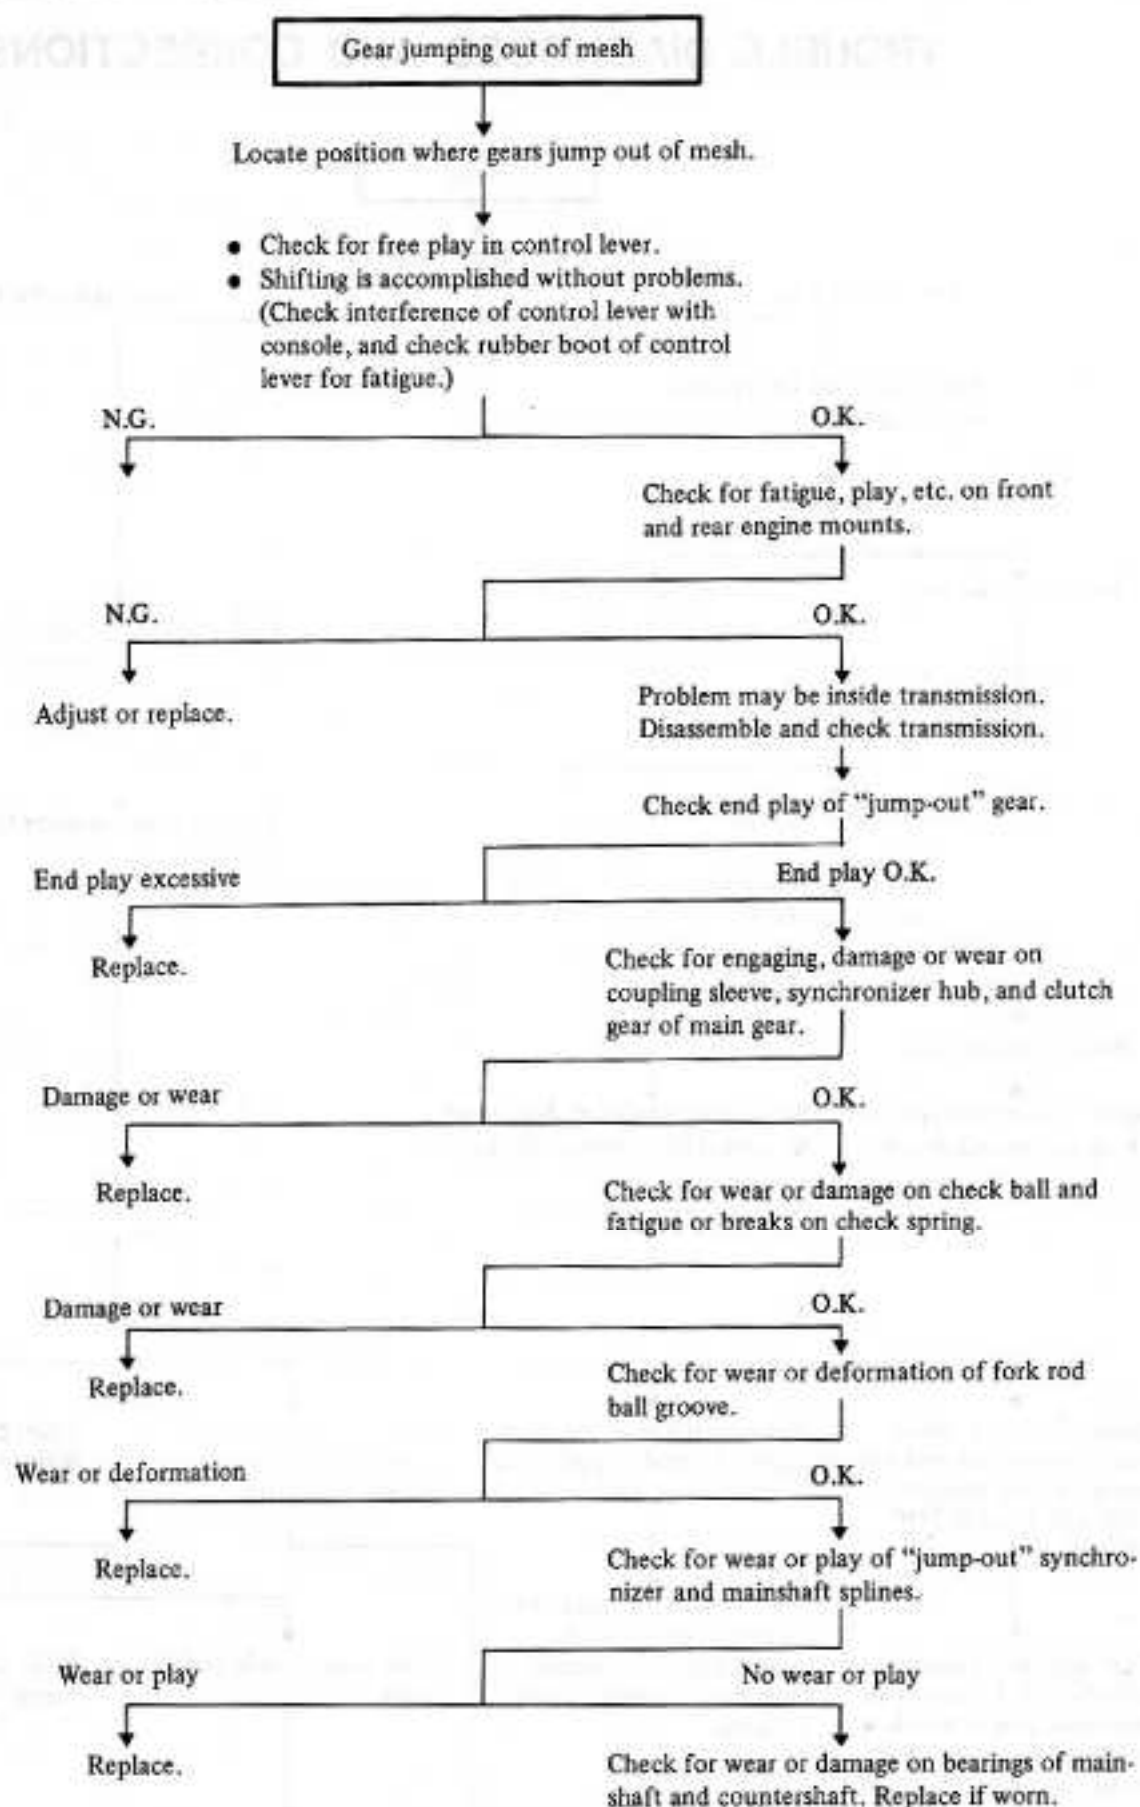 Gear jumping out of mesh
Locate position where gears jump out of mesh.
• Check for free play in control lever.
• Shifting is accomplished without problems.
(Check interference of control lever with
console, and check rubber boot of control
lever for fatigue.)
N.G.
O.K.
Check for fatigue, play, etc. on front
and rear engine mounts.
N.G.
O.K.
Adjust or replace.
Problem may be inside transmission.
Disassemble and check transmission.
Check end play of “jump-out” gear.
End play excessive
End play O.K.
Replace.
Check for engaging, damage or wear on
coupling sleeve, synchronizer hub, and clutch
gear of main gear.
Damage or wear
O.K.
Replace.
Check for wear or damage on check ball and
fatigue or breaks on check spring.
Damage or wear
O.K.
Replace.
Check for wear or deformation of fork rod
ball groove.
Wear or deformation
O.K.
Replace.
Check for wear or play of “jump-out” synchro-
nizer and mainshaft splines.
Wear or play
No wear or play
Replace.
Check for wear or damage on bearings of main-
shaft and countershaft. Replace if worn.